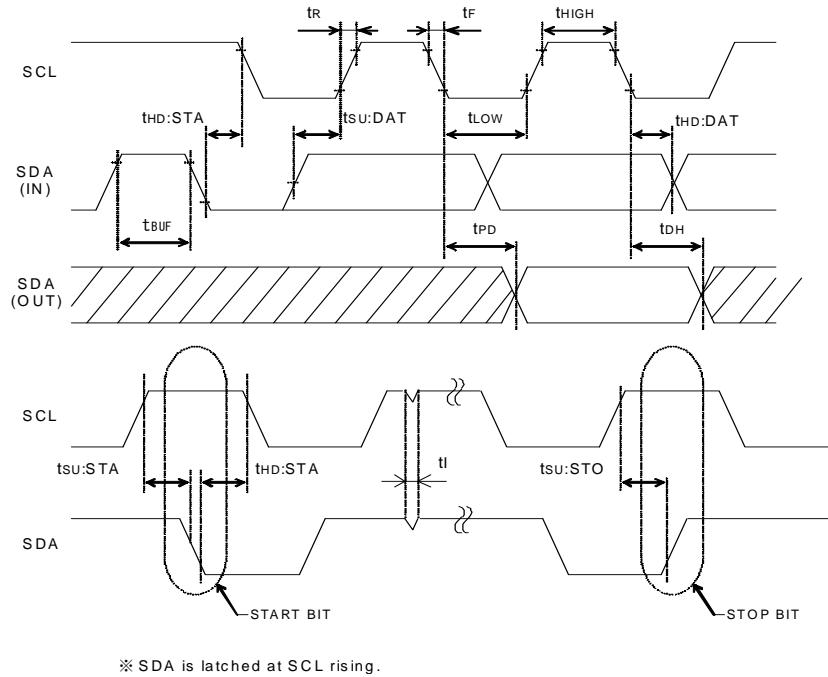 tR tF tHIGH
SCL
tHD:STA tSU:DAT tLOW tHD:DAT
SDA
(IN)
tBUF tPD tDH
SDA
(OUT)
SCL
tSU:STA tHD:STA tI tSU:STO
SDA
START BIT STOP BIT
※ SDA is latched at SCL rising.